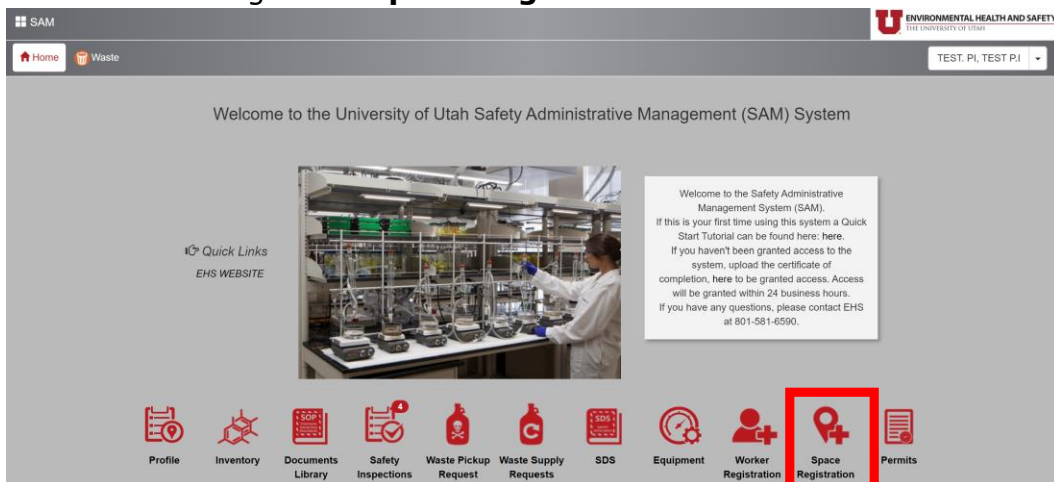 SAM
ENVIRONMENTAL HEALTH AND SAFETY
THE UNIVERSITY OF UTAH
Home
Waste
TEST. PI, TEST P.I
Welcome to the University of Utah Safety Administrative Management (SAM) System
Quick Links
EHS WEBSITE
Welcome to the Safety Administrative
Management System (SAM).
If this is your first time using this system a Quick
Start Tutorial can be found here: here.
If you haven't been granted access to the
system, upload the certificate of
completion, here to be granted access. Access
will be granted within 24 business hours.
If you have any questions, please contact EHS
at 801-581-6590.
4
SOP
SDS
Profile
Inventory
Documents
Library
Safety
Inspections
Waste Pickup
Request
Waste Supply
Requests
SDS
Equipment
Worker
Registration
Space
Registration
Permits